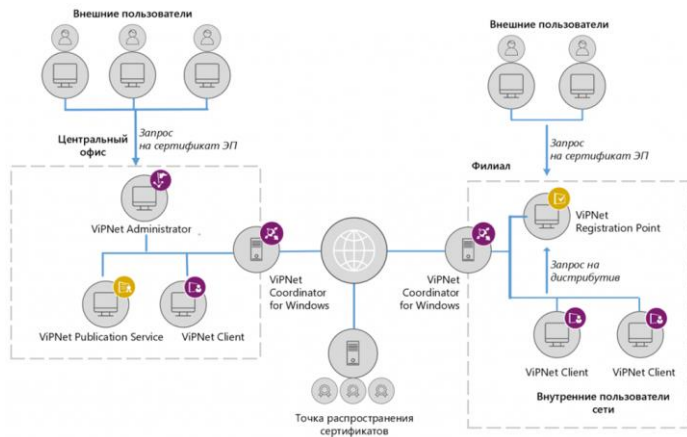 Внешние пользователи
Центральный
офис
Запрос
на сертификат ЭП
ViPNet Administrator
ViPNet Publication Service
ViPNet Client
ViPNet
Coordinator
for Windows
Точка распространения
сертификатов
ViPNet
Coordinator
for Windows
Внешние пользователи
Запрос
на сертификат ЭП
Филиал
ViPNet
Registration Point
Запрос на
дистрибутив
ViPNet Client
ViPNet Client
Внутренние пользователи
сети